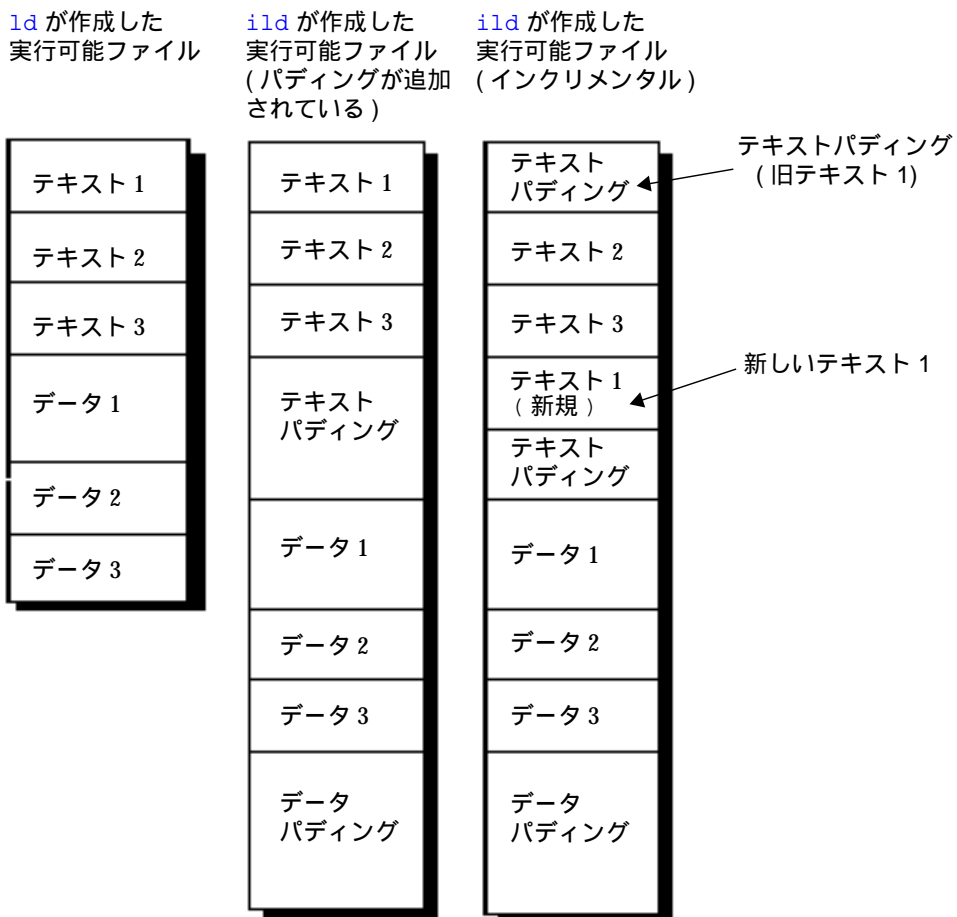 ld が作成した
実行可能ファイル
ild が作成した
実行可能ファイル
(パディングが追加
されている)
ild が作成した
実行可能ファイル
(インクリメンタル)
テキスト 1
テキスト 2
テキスト 3
データ 1
データ 2
データ 3
テキスト 1
テキスト 2
テキスト 3
テキスト
パディング
データ 1
データ 2
データ 3
データ
パディング
テキスト
パディング
テキスト 2
テキスト 3
テキスト 1
(新規)
テキスト
パディング
データ 1
データ 2
データ 3
データ
パディング
テキストパディング
(旧テキスト 1)
新しいテキスト 1